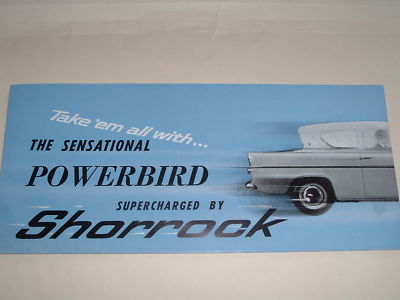 Take 'em all with...
THE SENSATIONAL
POWERBIRD
SUPERCHARGED BY
Shorrock